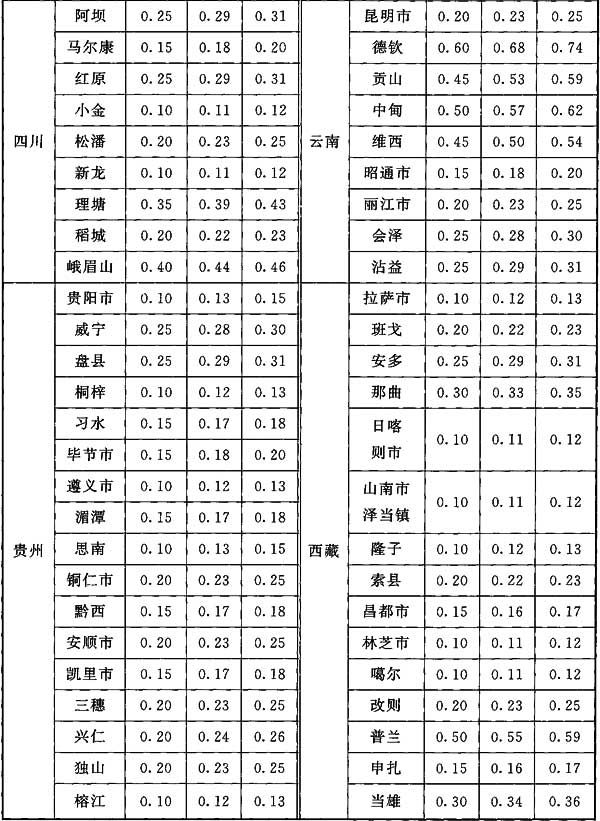 四川
阿坝 0.25 0.29 0.31
马尔康 0.15 0.18 0.20
红原 0.25 0.29 0.31
小金 0.10 0.11 0.12
松潘 0.20 0.23 0.25
新龙 0.10 0.11 0.12
理塘 0.35 0.39 0.43
稻城 0.20 0.22 0.23
峨眉山 0.40 0.44 0.46
贵州
贵阳市 0.10 0.13 0.15
威宁 0.25 0.28 0.30
盘县 0.25 0.29 0.31
桐梓 0.10 0.12 0.13
习水 0.15 0.17 0.18
毕节市 0.15 0.18 0.20
遵义市 0.10 0.12 0.13
湄潭 0.15 0.17 0.18
思南 0.10 0.13 0.15
铜仁市 0.20 0.23 0.25
黔西 0.15 0.17 0.18
安顺市 0.20 0.23 0.25
凯里市 0.15 0.17 0.18
三穗 0.20 0.23 0.25
兴仁 0.20 0.24 0.26
独山 0.20 0.23 0.25
榕江 0.10 0.12 0.13
云南
昆明市 0.20 0.23 0.25
德钦 0.60 0.68 0.74
贡山 0.45 0.53 0.59
中甸 0.50 0.57 0.62
维西 0.45 0.50 0.54
昭通市 0.15 0.18 0.20
丽江市 0.20 0.23 0.25
会泽 0.25 0.28 0.30
沾益 0.25 0.29 0.31
西藏
拉萨市 0.10 0.12 0.13
班戈 0.20 0.22 0.23
安多 0.25 0.29 0.31
那曲 0.30 0.33 0.35
日喀
则市 0.10 0.11 0.12
山南市
泽当镇 0.10 0.11 0.12
隆子 0.10 0.12 0.13
索县 0.20 0.22 0.23
昌都市 0.15 0.16 0.17
林芝市 0.10 0.11 0.12
噶尔 0.10 0.11 0.12
改则 0.20 0.23 0.25
普兰 0.50 0.55 0.59
申扎 0.15 0.16 0.17
当雄 0.30 0.34 0.36